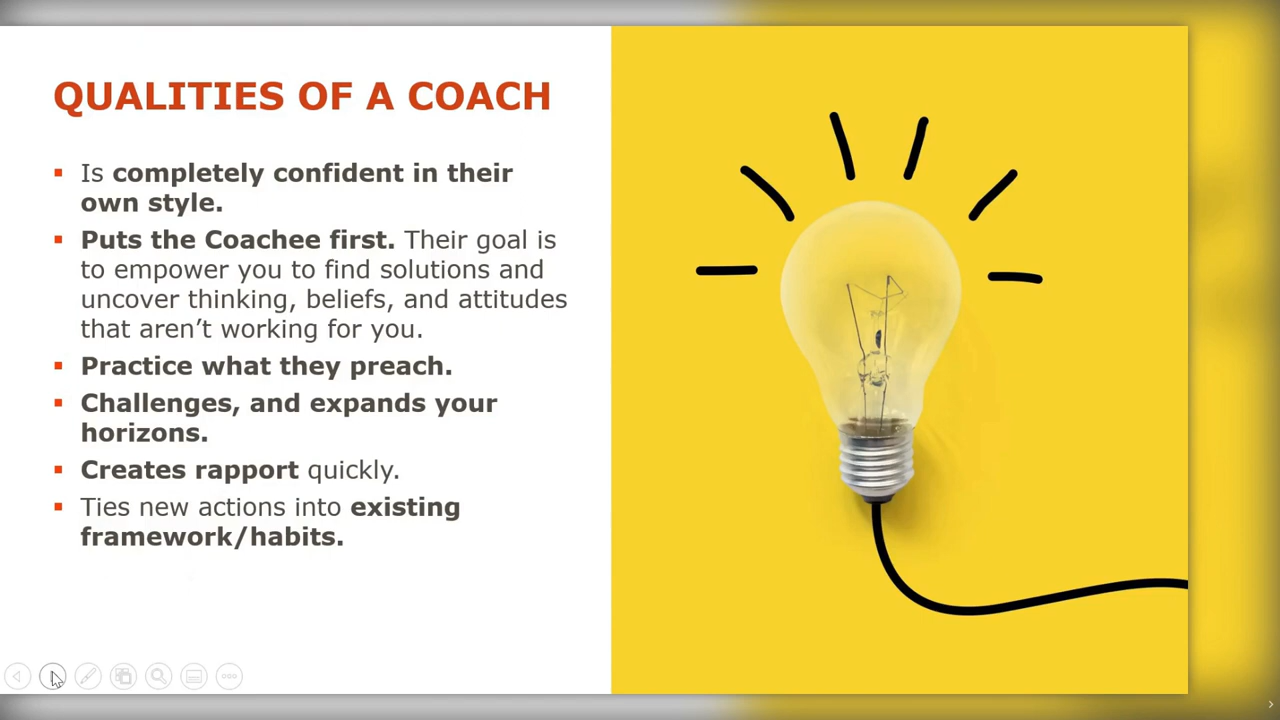 QUALITIES OF A COACH
▪ Is completely confident in their
own style.
▪ Puts the Coachee first. Their goal is
to empower you to find solutions and
uncover thinking, beliefs, and attitudes
that aren’t working for you.
▪ Practice what they preach.
▪ Challenges, and expands your
horizons.
▪ Creates rapport quickly.
▪ Ties new actions into existing
framework/habits.